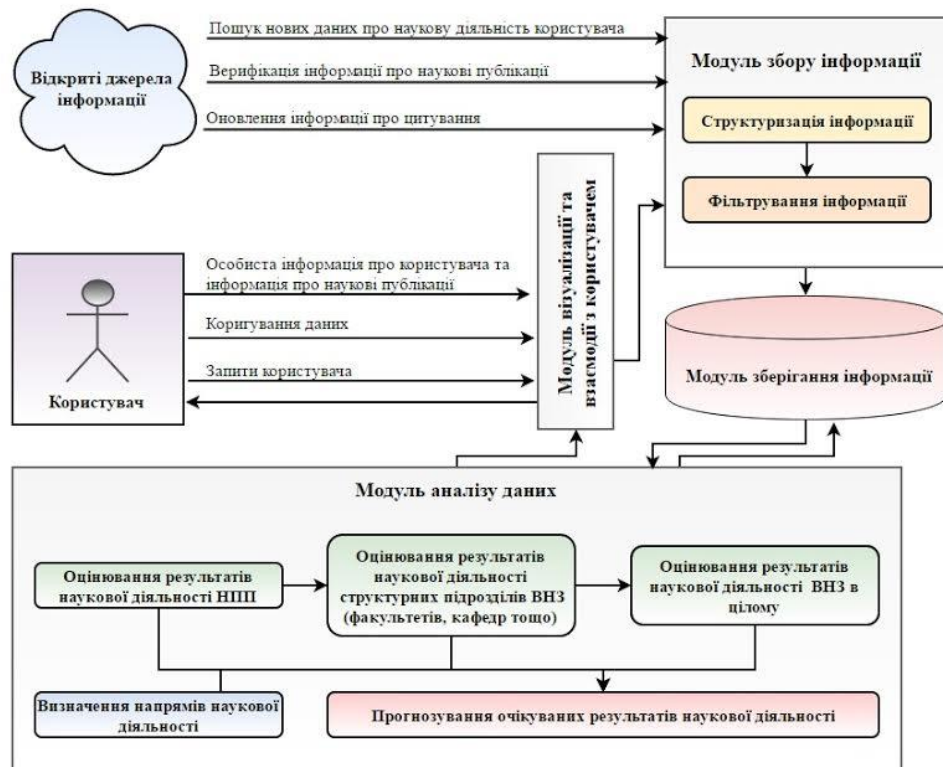 Відкриті джерела
інформації
Пошук нових даних про наукову діяльність користувача
Верифікація інформації про наукові публікації
Оновлення інформації про цитування
Модуль збору інформації
Структуризація інформації
Фільтрування інформації
Користувач
Особиста інформація про користувача та
інформація про наукові публікації
Коригування даних
Запити користувача
Модуль візуалізації та
взаємодії з користувачем
Модуль зберігання інформації
Модуль аналізу даних
Оцінювання результатів
наукової діяльності НПП
Оцінювання результатів
наукової діяльності
структурних підрозділів ВНЗ
(факультетів, кафедр тощо)
Оцінювання результатів
наукової діяльності ВНЗ в
цілому
Визначення напрямів наукової
діяльності
Прогнозування очікуваних результатів наукової діяльності